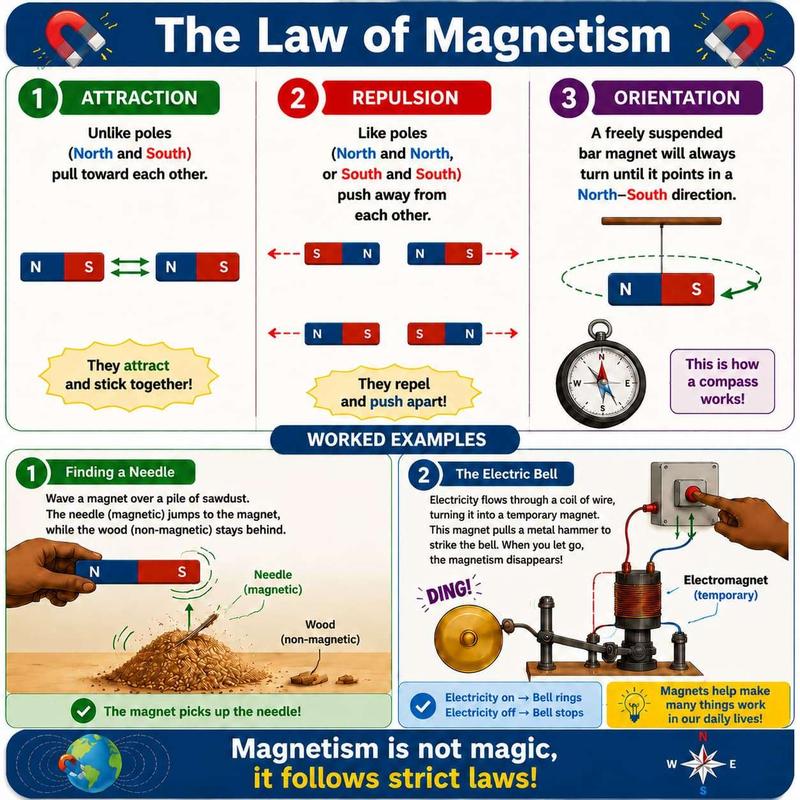 The Law of Magnetism
1 ATTRACTION
Unlike poles
(North and South)
pull toward each other.
N S N S
They attract
and stick together!
2 REPULSION
Like poles
(North and North,
or South and South)
push away from
each other.
S N N S
N S S N
They repel
and push apart!
3 ORIENTATION
A freely suspended
bar magnet will always
turn until it points in a
North–South direction.
N S
N
W E
S
This is how
a compass
works!
WORKED EXAMPLES
1 Finding a Needle
Wave a magnet over a pile of sawdust.
The needle (magnetic) jumps to the magnet,
while the wood (non-magnetic) stays behind.
N S
Needle
(magnetic)
Wood
(non-magnetic)
The magnet picks up the needle!
2 The Electric Bell
Electricity flows through a coil of wire,
turning it into a temporary magnet.
This magnet pulls a metal hammer to
strike the bell. When you let go,
the magnetism disappears!
DING!
Electromagnet
(temporary)
Electricity on → Bell rings
Electricity off → Bell stops
Magnets help make
many things work
in our daily lives!
Magnetism is not magic,
it follows strict laws!
N
W E
S